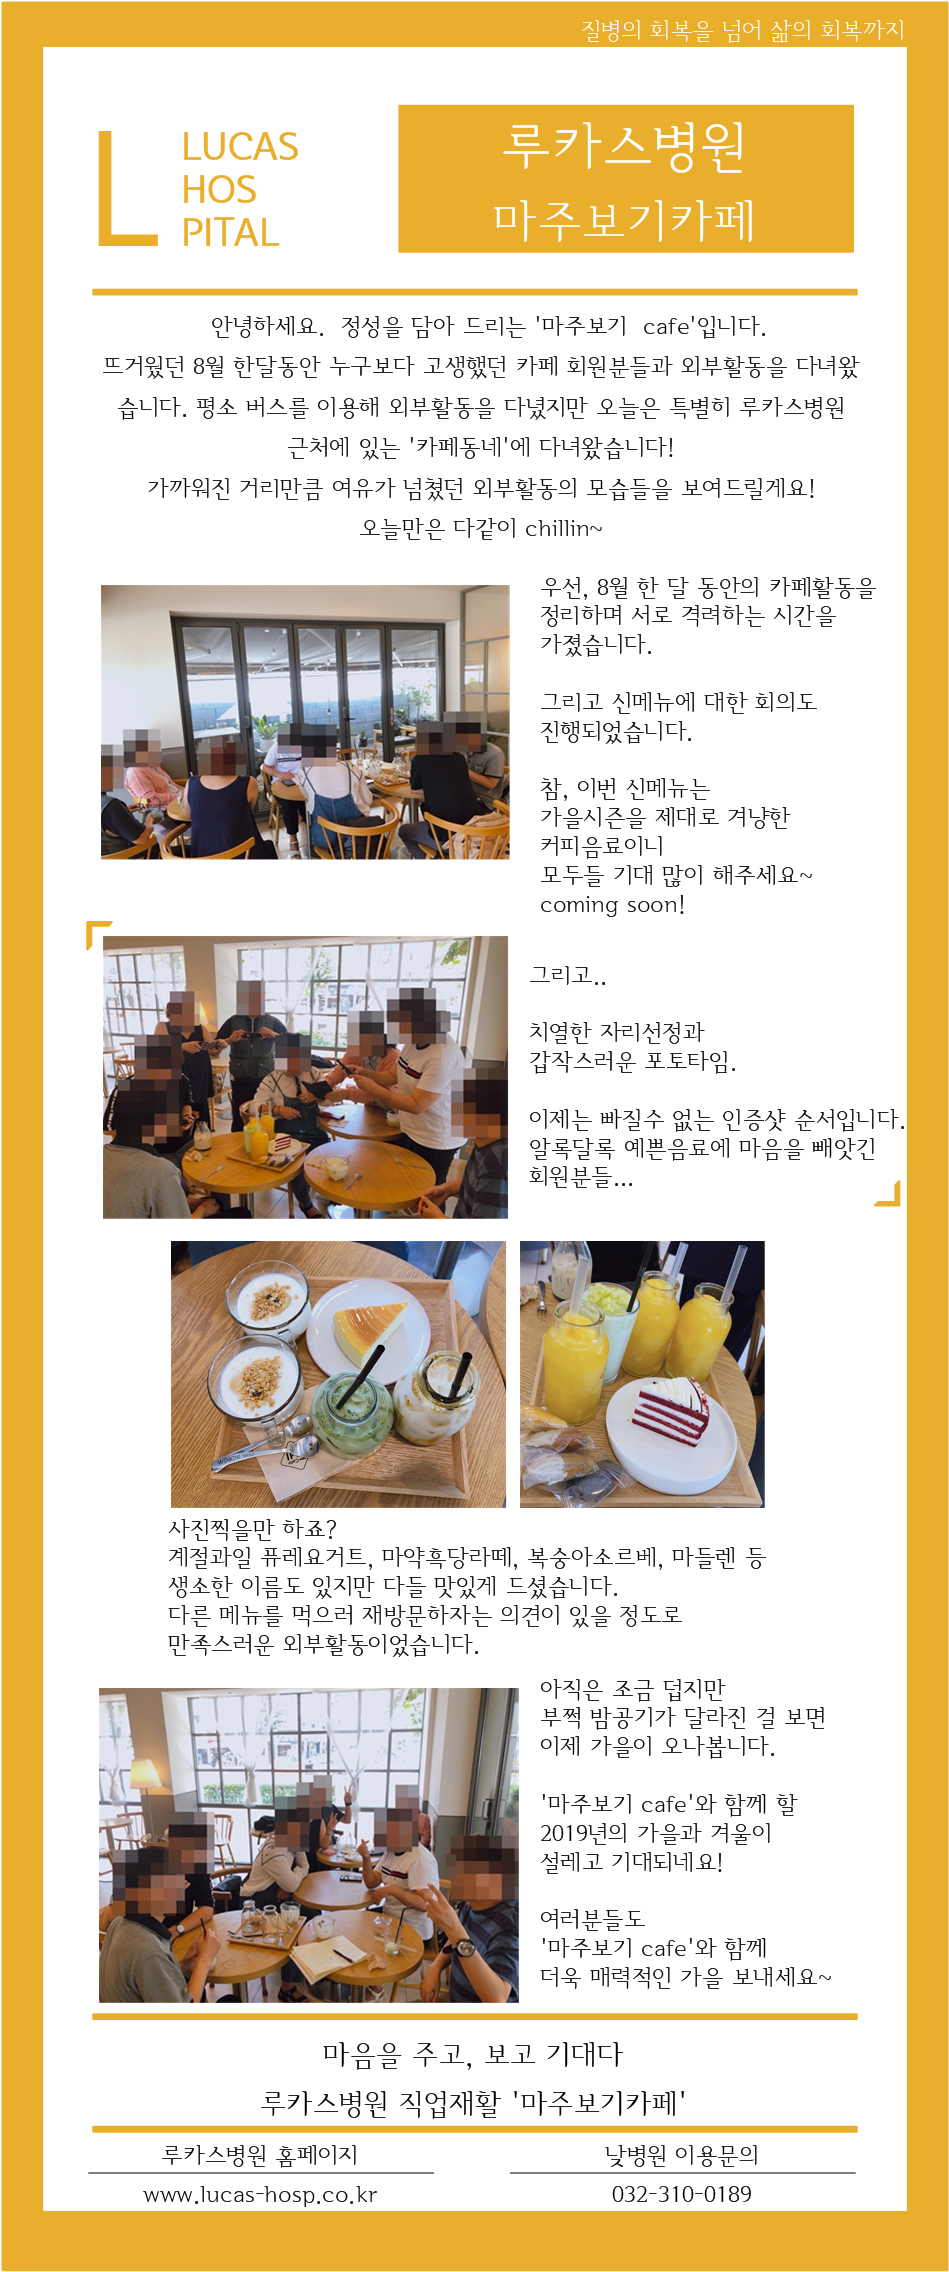 질병의 회복을 넘어 삶의 회복까지
LUCAS
HOS
PITAL
루카스병원
마주보기카페
안녕하세요. 정성을 담아 드리는 '마주보기 cafe'입니다.
뜨거웠던 8월 한달동안 누구보다 고생했던 카페 회원분들과 외부활동을 다녀왔
습니다. 평소 버스를 이용해 외부활동을 다녔지만 오늘은 특별히 루카스병원
근처에 있는 '카페동네'에 다녀왔습니다!
가까워진 거리만큼 여유가 넘쳤던 외부활동의 모습들을 보여드릴게요!
오늘만은 다같이 chillin~
우선, 8월 한 달 동안의 카페활동을
정리하며 서로 격려하는 시간을
가졌습니다.
그리고 신메뉴에 대한 회의도
진행되었습니다.
참, 이번 신메뉴는
가을시즌을 제대로 겨냥한
커피음료이니
모두들 기대 많이 해주세요~
coming soon!
그리고..
치열한 자리선정과
갑작스러운 포토타임.
이제는 빠질수 없는 인증샷 순서입니다.
알록달록 예쁜음료에 마음을 빼앗긴
회원분들...
사진찍을만 하죠?
계절과일 퓨레요거트, 마약흑당라떼, 복숭아소르베, 마들렌 등
생소한 이름도 있지만 다들 맛있게 드셨습니다.
다른 메뉴를 먹으러 재방문하자는 의견이 있을 정도로
만족스러운 외부활동이었습니다.
아직은 조금 덥지만
부쩍 밤공기가 달라진 걸 보면
이제 가을이 오나봅니다.
'마주보기 cafe'와 함께 할
2019년의 가을과 겨울이
설레고 기대되네요!
여러분들도
'마주보기 cafe'와 함께
더욱 매력적인 가을 보내세요~
마음을 주고, 보고 기대다
루카스병원 직업재활 '마주보기카페'
루카스병원 홈페이지
www.lucas-hosp.co.kr
낮병원 이용문의
032-310-0189